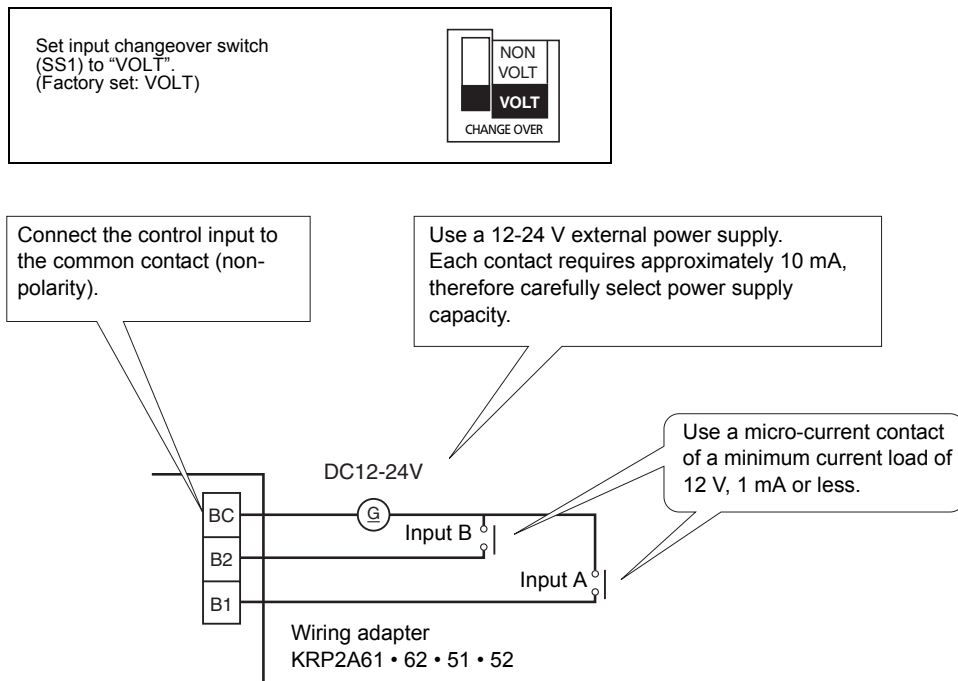 Set input changeover switch
(SS1) to “VOLT”.
(Factory set: VOLT)
NON
VOLT
VOLT
CHANGE OVER
Connect the control input to
the common contact (non-
polarity).
Use a 12-24 V external power supply.
Each contact requires approximately 10 mA,
therefore carefully select power supply
capacity.
Use a micro-current contact
of a minimum current load of
12 V, 1 mA or less.
DC12-24V
BC
G
Input B
B2
Input A
B1
Wiring adapter
KRP2A61 • 62 • 51 • 52